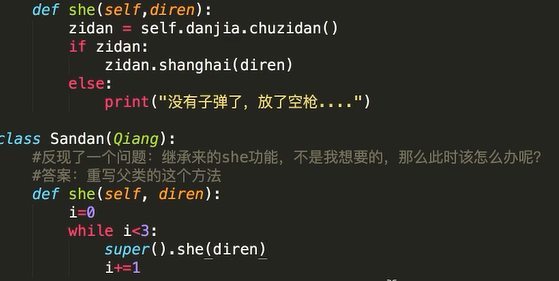 def she(self,diren):
zidan = self.danjia.chuzidan()
if zidan:
zidan.shanghai(diren)
else:
print("没有子弹了，放了空枪....")
class Sandan(Qiang):
#反现了一个问题：继承来的she功能，不是我想要的，那么此时该怎么办呢？
#答案：重写父类的这个方法
def she(self, diren):
i=0
while i<3:
super().she(diren)
i+=1